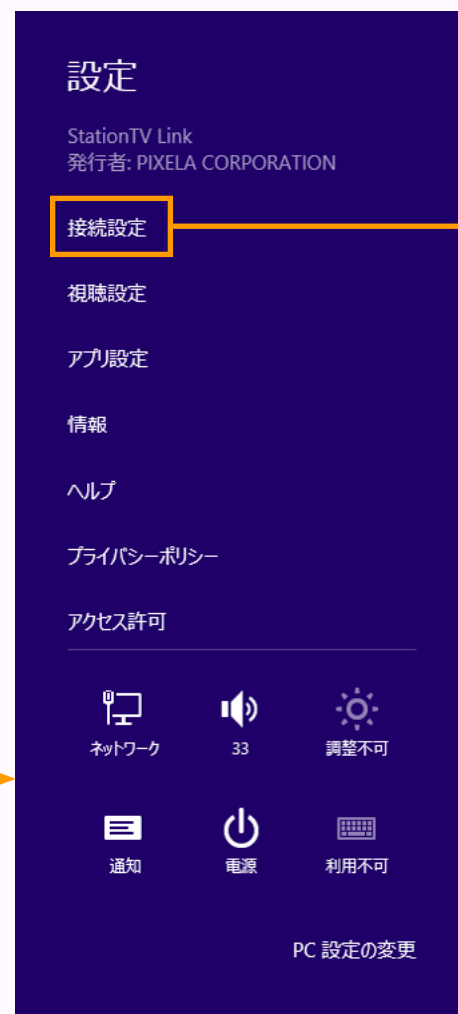 設定
StationTV Link
発行者: PIXELA CORPORATION
接続設定
視聴設定
アプリ設定
情報
ヘルプ
プライバシーポリシー
アクセス許可
ネットワーク 33 調整不可
通知 電源 利用不可
PC 設定の変更